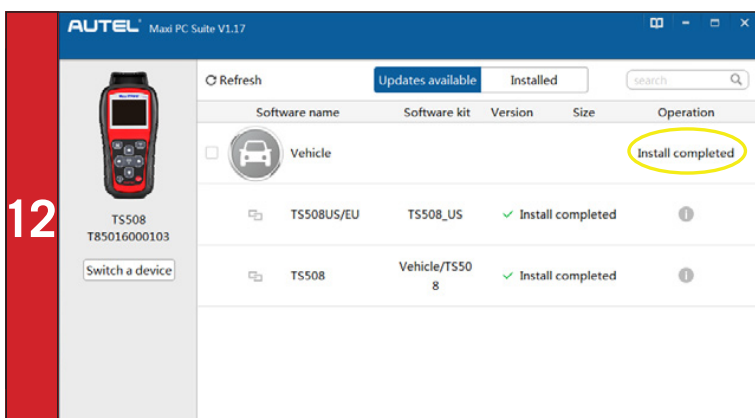 12
AUTEL Maxi PC Suite V1.17
Refresh
Updates available
Installed
search
Software name Software kit Version Size Operation
Vehicle Install completed
TS508US/EU TS508_US Install completed
TS508 Vehicle/TS50
8 Install completed
TS508
T85016000103
Switch a device